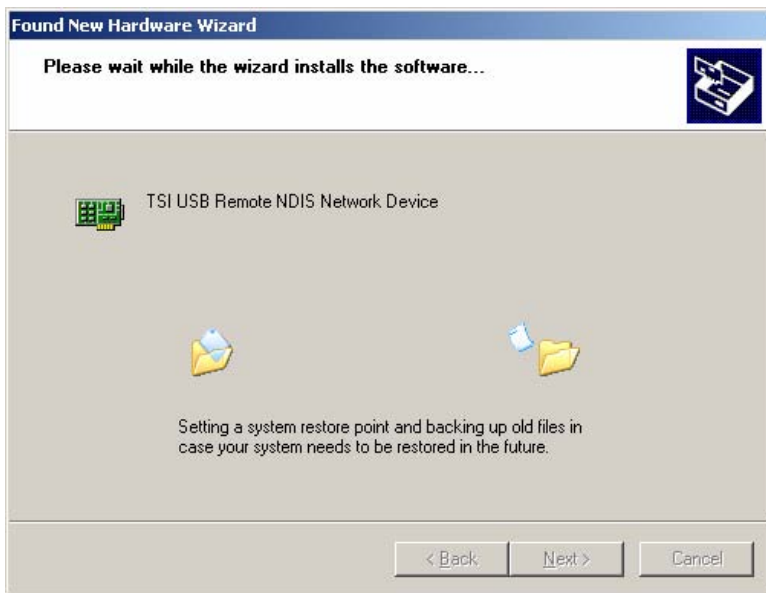 Found New Hardware Wizard
Please wait while the wizard installs the software...
TSI USB Remote NDIS Network Device
Setting a system restore point and backing up old files in
case your system needs to be restored in the future.
< Back
Next >
Cancel